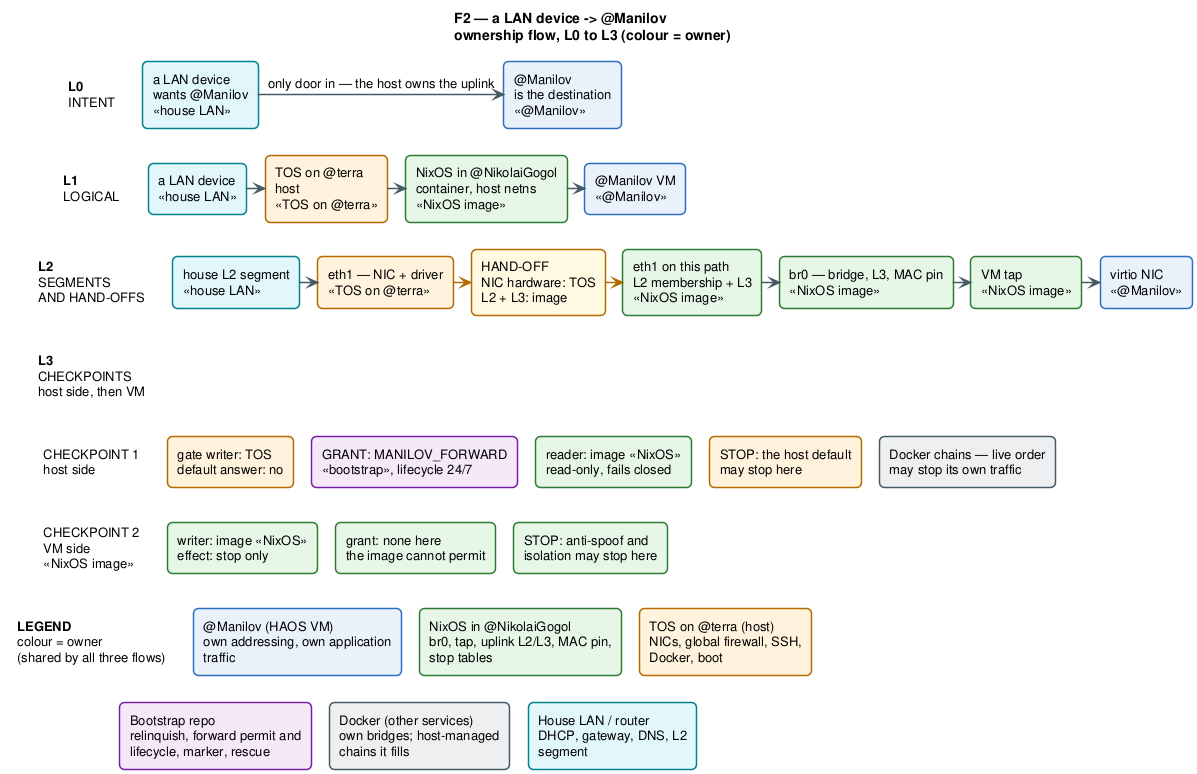 F2 — a LAN device -> @Manilov
ownership flow, L0 to L3 (colour = owner)
L0
INTENT
a LAN device
wants @Manilov
«house LAN»
only door in — the host owns the uplink
@Manilov
is the destination
«@Manilov»
L1
LOGICAL
a LAN device
«house LAN»
TOS on @terra
host
«TOS on @terra»
NixOS in @NikolaiGogol
container, host netns
«NixOS image»
@Manilov VM
«@Manilov»
L2
SEGMENTS
AND HAND-OFFS
house L2 segment
«house LAN»
eth1 — NIC + driver
«TOS on @terra»
HAND-OFF
NIC hardware: TOS
L2 + L3: image
eth1 on this path
L2 membership + L3
«NixOS image»
br0 — bridge, L3, MAC pin
«NixOS image»
VM tap
«NixOS image»
virtio NIC
«@Manilov»
L3
CHECKPOINTS
host side, then VM
CHECKPOINT 1
host side
gate writer: TOS
default answer: no
GRANT: MANILOV_FORWARD
«bootstrap», lifecycle 24/7
reader: image «NixOS»
read-only, fails closed
STOP: the host default
may stop here
Docker chains — live order
may stop its own traffic
CHECKPOINT 2
VM side
«NixOS image»
writer: image «NixOS»
effect: stop only
grant: none here
the image cannot permit
STOP: anti-spoof and
isolation may stop here
LEGEND
colour = owner
(shared by all three flows)
@Manilov (HAOS VM)
own addressing, own application
traffic
NixOS in @NikolaiGogol
br0, tap, uplink L2/L3, MAC pin,
stop tables
TOS on @terra (host)
NICs, global firewall, SSH,
Docker, boot
Bootstrap repo
relinquish, forward permit and
lifecycle, marker, rescue
Docker (other services)
own bridges; host-managed
chains it fills
House LAN / router
DHCP, gateway, DNS, L2
segment